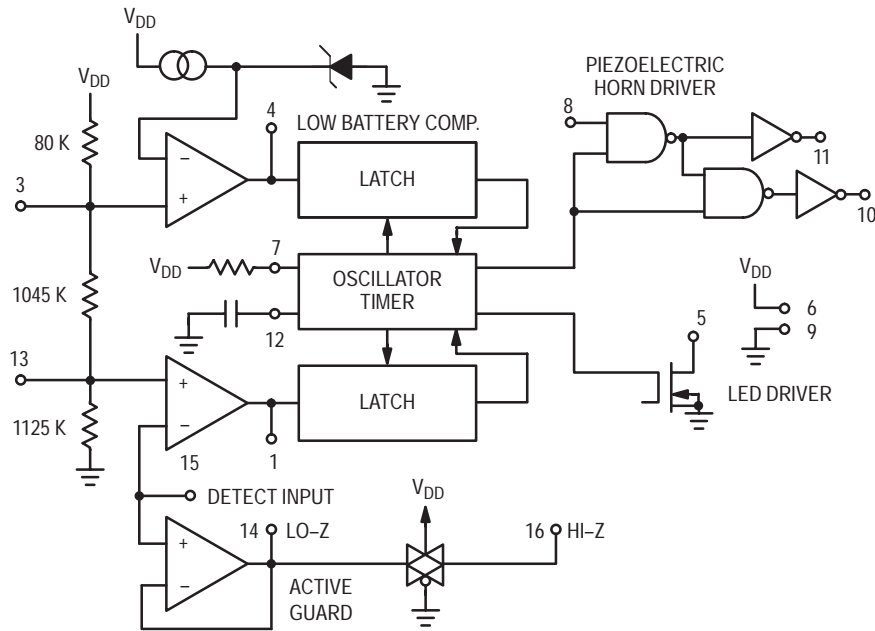 V_DD
V_DD
80 K
3
4
LOW BATTERY COMP.
LATCH
−
+
PIEZOELECTRIC
HORN DRIVER
8
11
10
V_DD
7
OSCILLATOR
TIMER
12
1045 K
13
1125 K
+
−
15
1
LATCH
5
LED DRIVER
V_DD
6
9
DETECT INPUT
+
−
14 LO–Z
ACTIVE
GUARD
V_DD
16 HI–Z